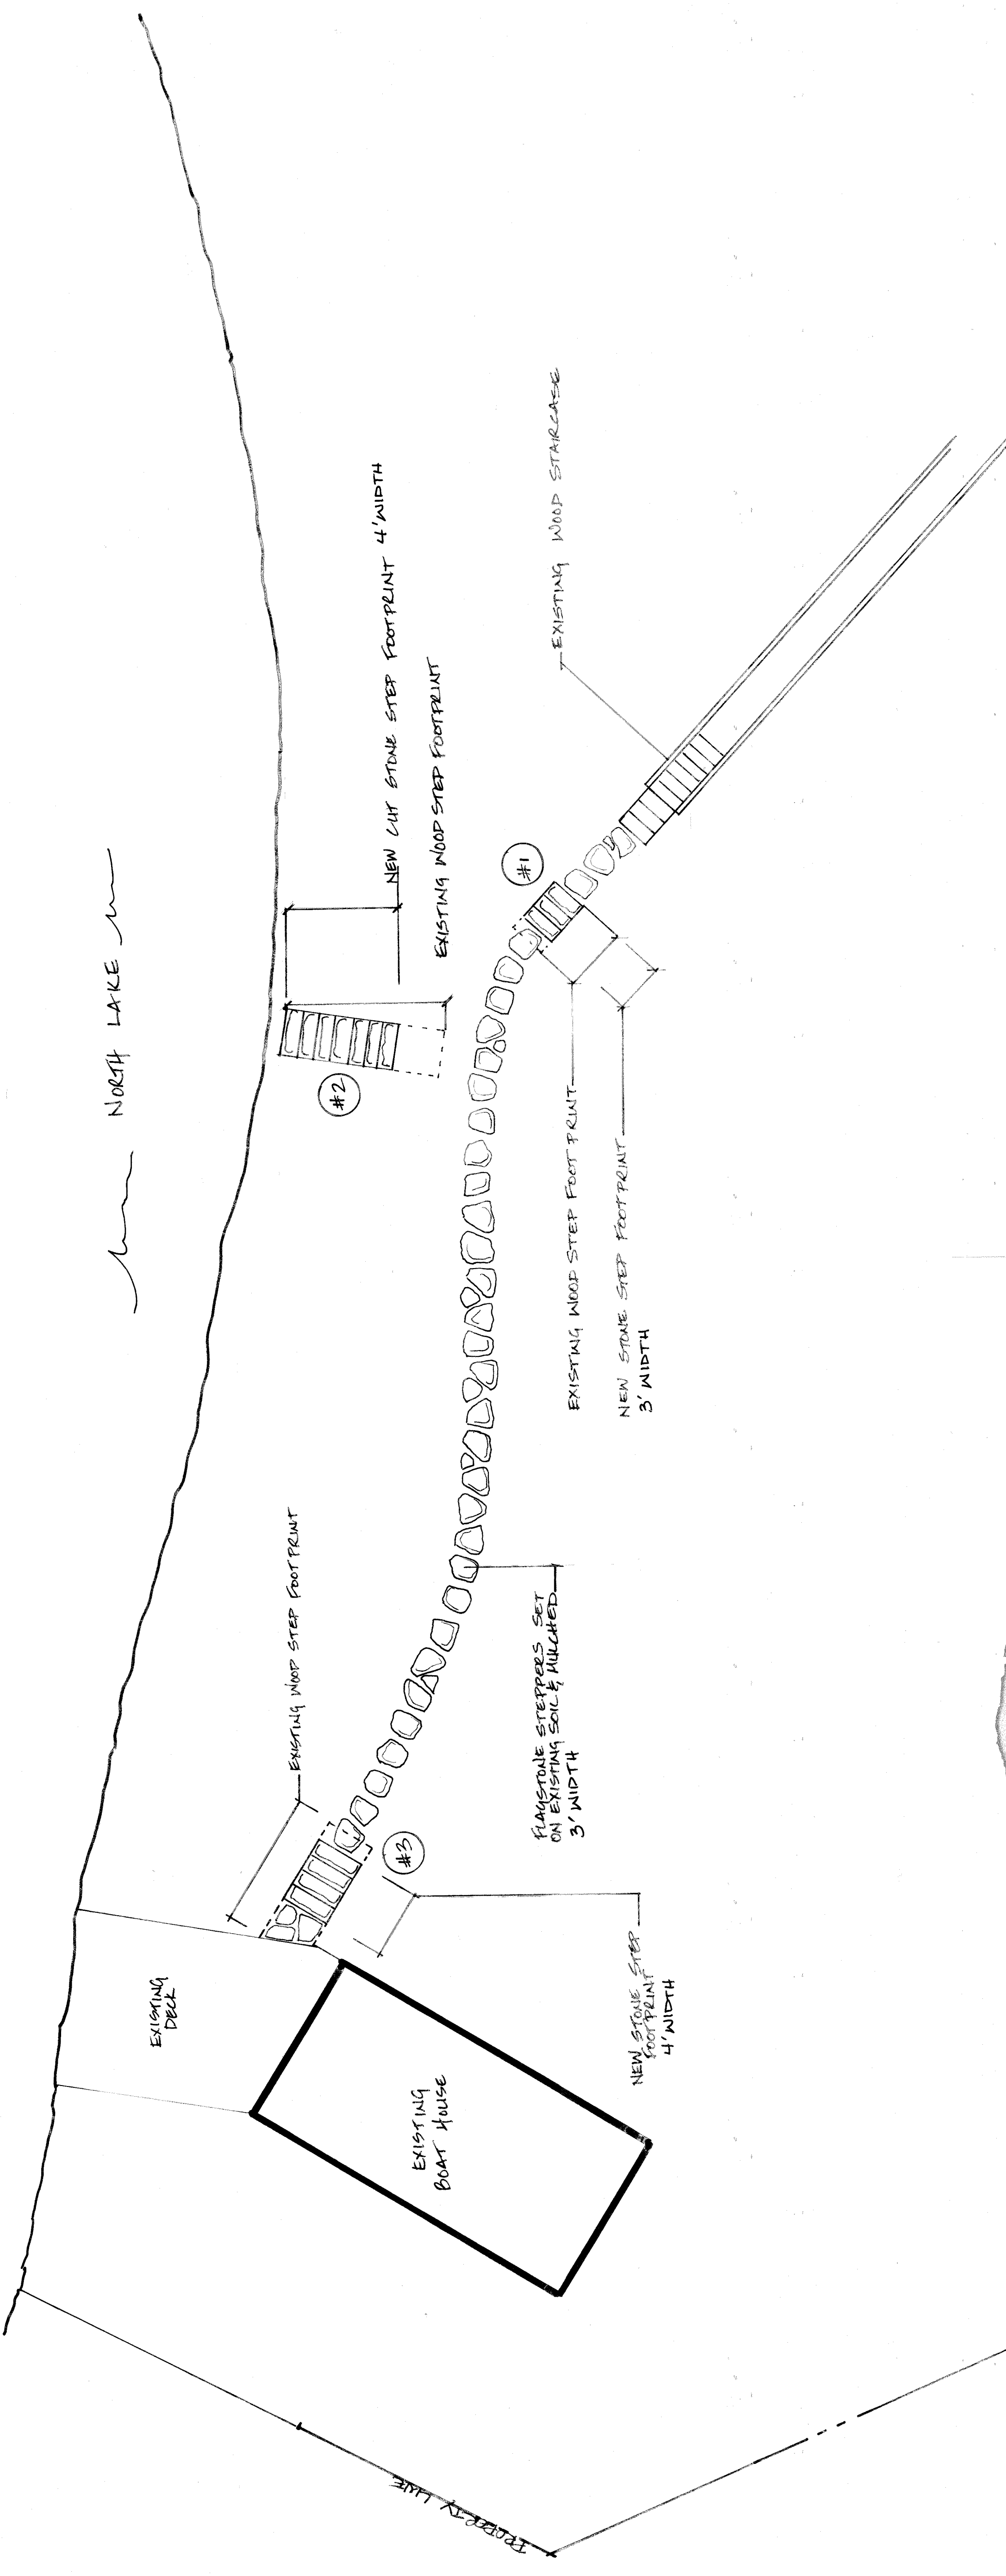 NORTH LAKE
NEW CUT STONE STEP FOOTPRINT 4' WIDTH
EXISTING WOOD STEP FOOTPRINT
EXISTING WOOD STAIRCASE
#1
#2
EXISTING WOOD STEP FOOTPRINT
NEW STONE STEP FOOTPRINT
3' WIDTH
EXISTING WOOD STEP FOOTPRINT
FLAGSTONE STEPPERS SET
ON EXISTING SOIL & MULCHED
3' WIDTH
#3
NEW STONE STEP
FOOTPRINT
4' WIDTH
EXISTING
DECK
EXISTING
BOAT HOUSE
PROPERTY LINE